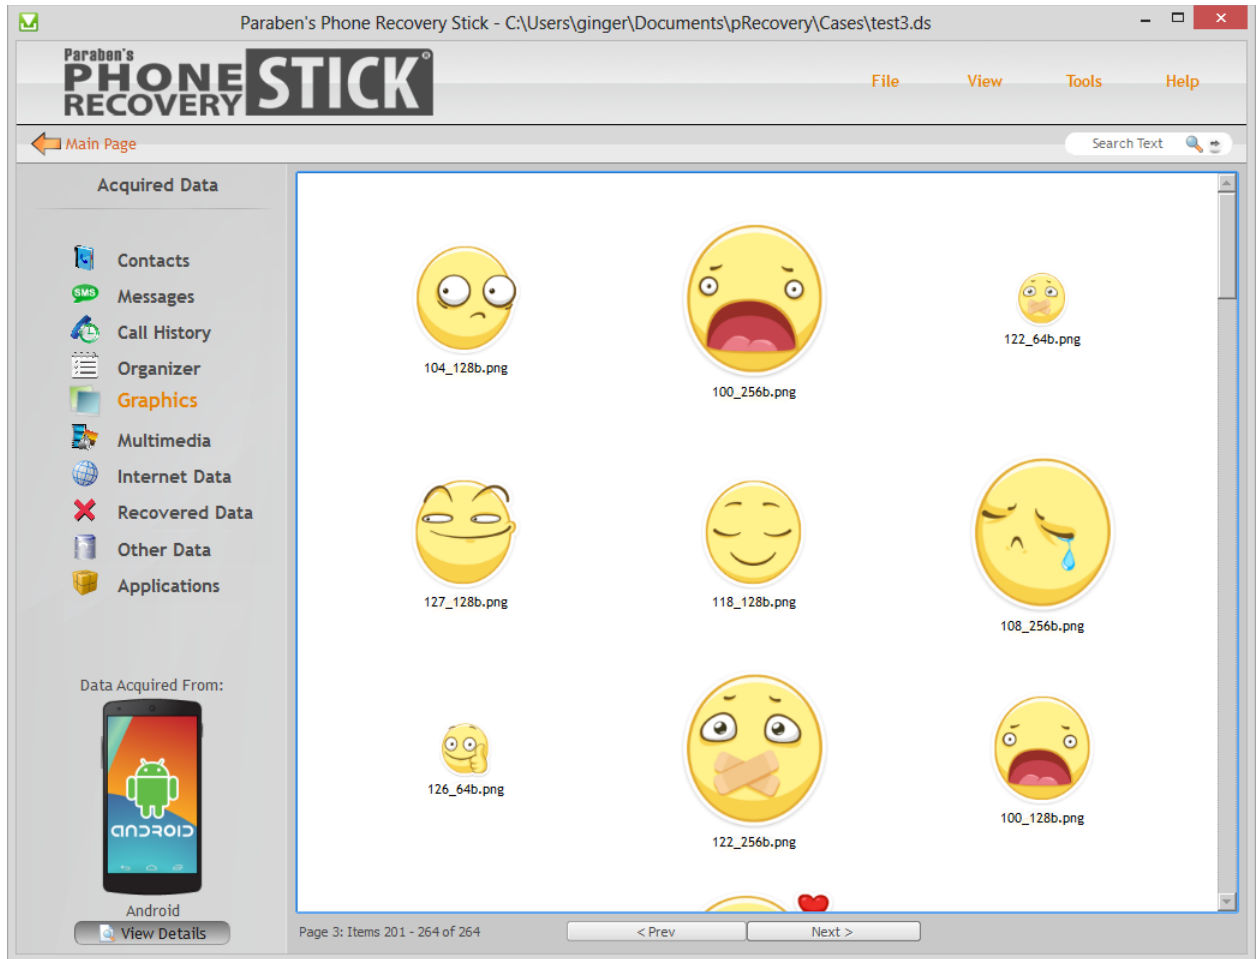 Paraben's Phone Recovery Stick - C:\Users\ginger\Documents\pRecovery\Cases\test3.ds
Paraben's
PHONE
RECOVERY
STICK®
File
View
Tools
Help
Main Page
Search Text
Acquired Data
Contacts
SMS
Messages
Call History
Organizer
Graphics
Multimedia
Internet Data
Recovered Data
Other Data
Applications
104_128b.png
100_256b.png
122_64b.png
127_128b.png
118_128b.png
108_256b.png
126_64b.png
122_256b.png
100_128b.png
Data Acquired From:
ANDROID
Android
View Details
Page 3: Items 201 - 264 of 264
< Prev
Next >